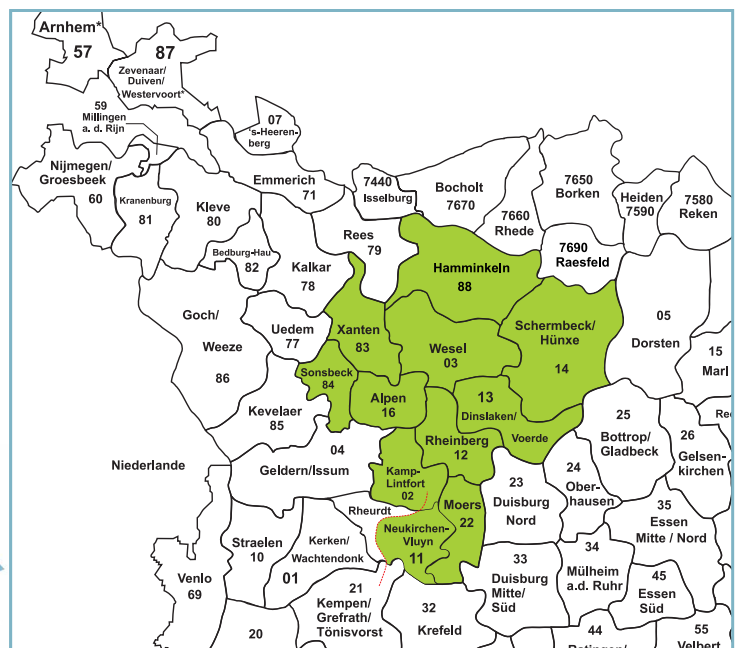 Arnhem*
57
87
Zevenaar/
Duiven/
Westervoort*
59
Millingen
a. d. Rijn
07
's-Heeren-
berg
Nijmegen/
Groesbeek
60
Kranenburg
81
Kleve
80
Emmerich
71
7440
Isselburg
Bocholt
7670
7660
Rhede
7650
Borken
Heiden
7590
7580
Reken
Bedburg-Hau
82
Kalkar
78
Rees
79
Hamminkeln
88
7690
Raesfeld
Goch/
Weeze
86
Uedem
77
Xanten
83
Wesel
03
Schermbeck/
Hünxe
14
05
Dorsten
15
Marl
Sonsbeck
84
Alpen
16
13
Dinslaken/
Voerde
Kevelaer
85
Rheinberg
12
25
Bottrop/
Gladbeck
Re
26
Gelsen-
kirchen
Niederlande
04
Geldern/Issum
Kamp-
Lintfort
02
23
Duisburg
Nord
24
Ober-
hausen
Rheurdt
Moers
22
Neukirchen-
Vluyn
11
35
Essen
Mitte / Nord
Straelen
10
Kerken/
Wachtendonk
01
33
Duisburg
Mitte/
Süd
34
Mülheim
a.d. Ruhr
45
Essen
Süd
Venlo
69
21
Kempen/
Grefrath/
Tönisvorst
32
Krefeld
20
44
Ratingen/
55
Velbert